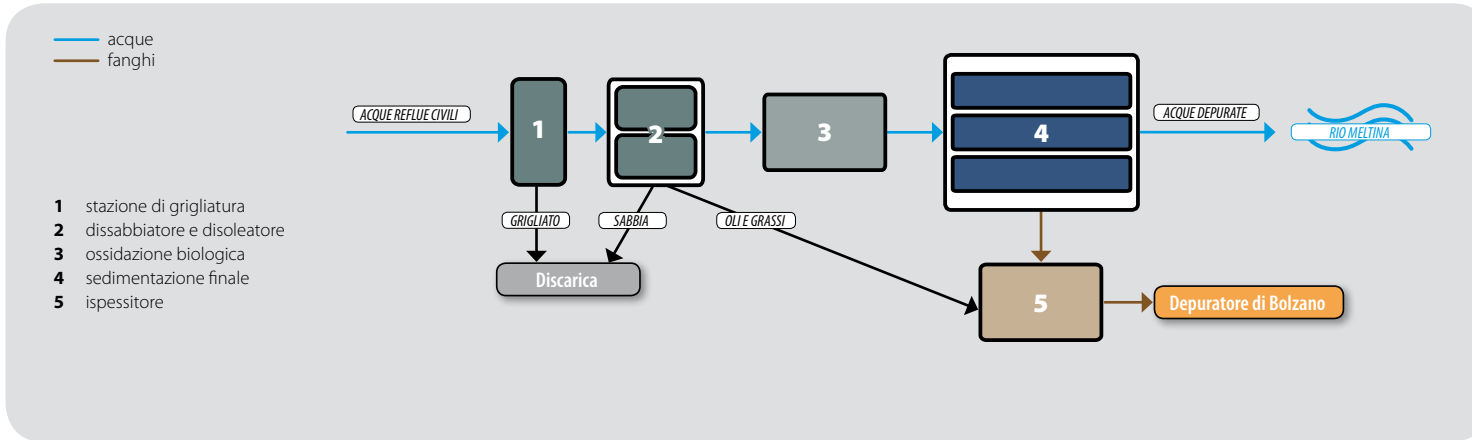 acque
fanghi
ACQUE REFLUE CIVILI
1
2
3
4
ACQUE DEPURATE
RIO MELTINA
1 stazione di grigliatura
2 dissabbiatore e disoleatore
3 ossidazione biologica
4 sedimentazione finale
5 ispessitore
GRIGLIATO
SABBIA
OLI E GRASSI
Discarica
5
Depuratore di Bolzano